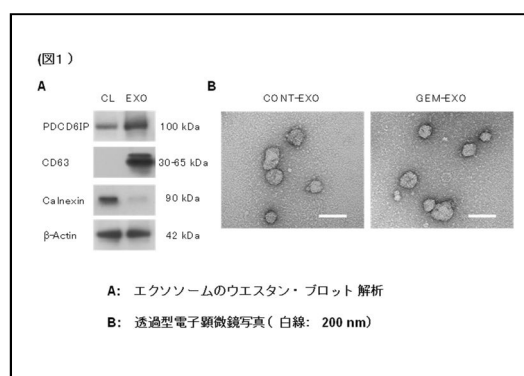 (図1)
A
CL EXO
PDCD6IP 100 kDa
CD63 30-65 kDa
Calnexin 90 kDa
β-Actin 42 kDa
B
CONT-EXO GEM-EXO
A: エクソソームのウエスタン・ブロット解析
B: 透過型電子顕微鏡写真(白線: 200 nm)